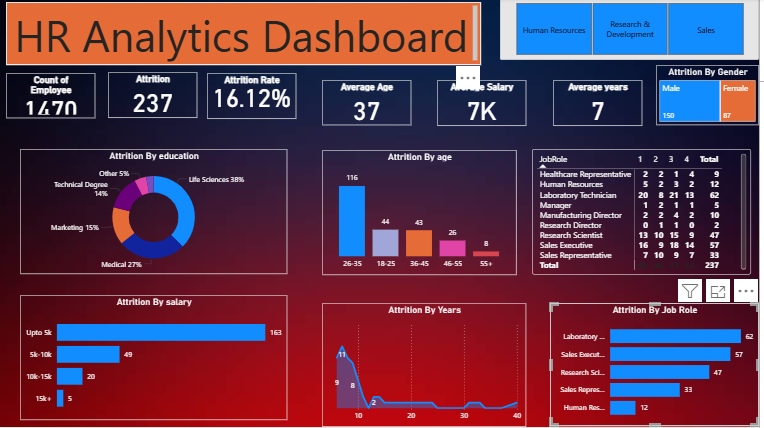 HR Analytics Dashboard
Human Resources
Research &
Development
Sales
Count of
Employee
1470
Attrition
237
Attrition Rate
16.12%
Average Age
37
Average Salary
7K
Average years
7
Attrition By Gender
Male
Female
150
87
Attrition By education
Other 5%
Life Sciences 38%
Technical Degree
14%
Marketing 15%
Medical 27%
Attrition By age
116
44
43
26
8
26-35 18-25 36-45 46-55 55+
JobRole 1 2 3 4 Total
Healthcare Representative 2 2 1 4 9
Human Resources 5 2 3 2 12
Laboratory Technician 20 8 21 13 62
Manager 1 2 1 1 5
Manufacturing Director 2 2 4 2 10
Research Director 0 1 1 0 2
Research Scientist 13 10 15 9 47
Sales Executive 16 9 18 14 57
Sales Representative 7 10 9 7 33
Total 237
Attrition By salary
Upto 5k 163
5k-10k 49
10k-15k 20
15k+ 5
Attrition By Years
11
9
8
2
10 20 30 40
Attrition By Job Role
Laboratory ... 62
Sales Execut... 57
Research Sci... 47
Sales Repres... 33
Human Res... 12